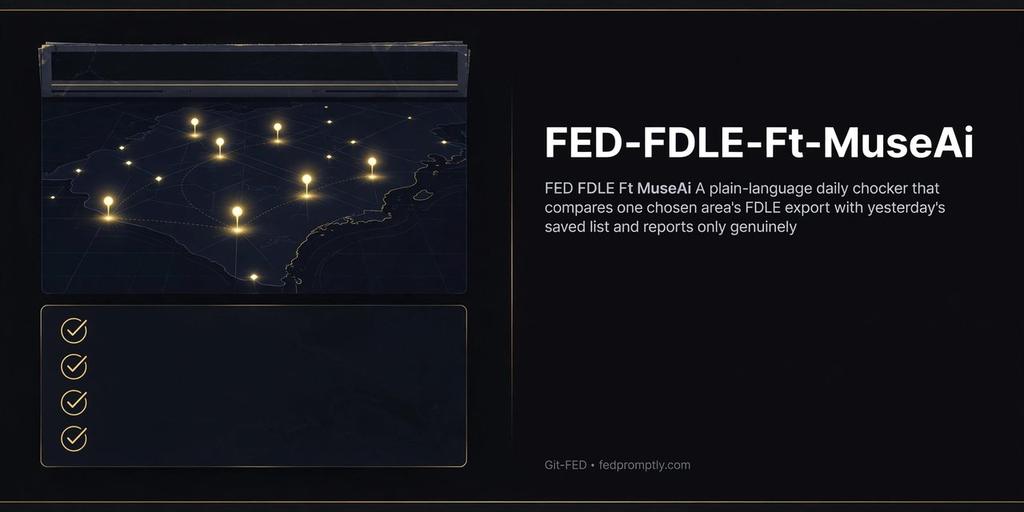 FED-FDLE-Ft-MuseAi
FED FDLE Ft MuseAi A plain-language daily chocker that
compares one chosen area's FDLE export with yesterday's
saved list and reports only genuinely
Git-FED • fedpromptly.com